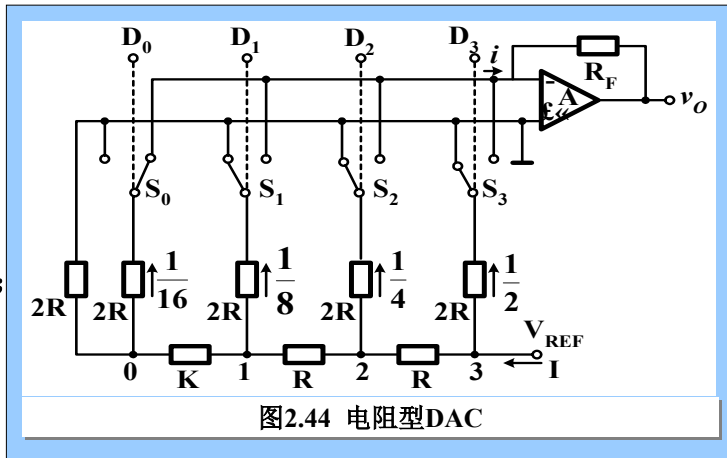 D0 D1 D2 D3
i
RF
-
A
£«
vO
S0 S1 S2 S3
1/16 1/8 1/4 1/2
2R 2R 2R 2R 2R
VREF
0 1 2 3
I
K R R
图2.44 电阻型DAC